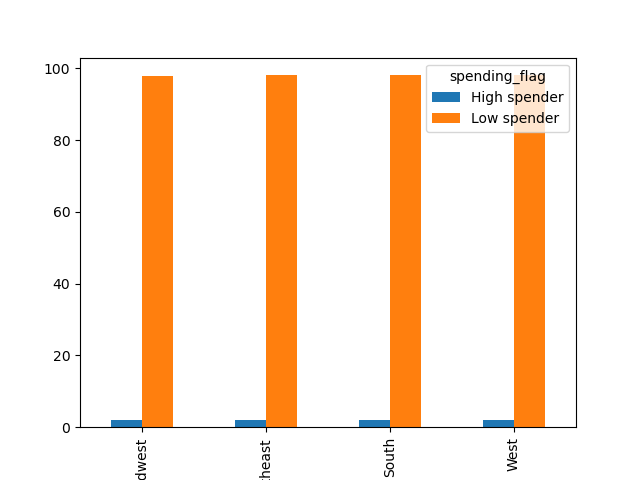 100
80
60
40
20
0
spending_flag
High spender
Low spender
dwest
theast
South
West